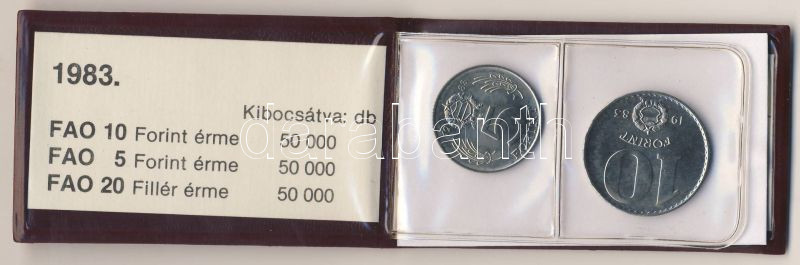 1983.
Kibocsátva: db
FAO 10 Forint érme 50 000
FAO 5 Forint érme 50 000
FAO 20 Fillér érme 50 000
darabanth
19 83
FORINT
10